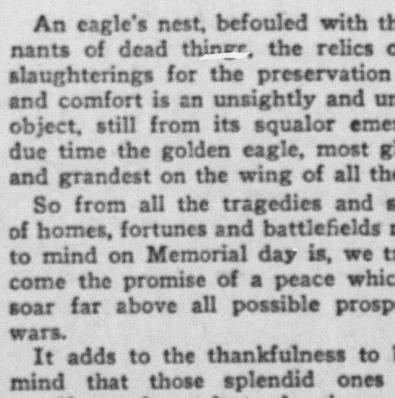 An eagle's nest, befouled with th
nants of dead things, the relics o
slaughterings for the preservation
and comfort is an unsightly and un
object, still from its squalor eme
due time the golden eagle, most gl
and grandest on the wing of all the
So from all the tragedies and s
of homes, fortunes and battlefields
to mind on Memorial day is, we tr
come the promise of a peace whic
soar far above all possible prosp
wars.
It adds to the thankfulness to
mind that those splendid ones